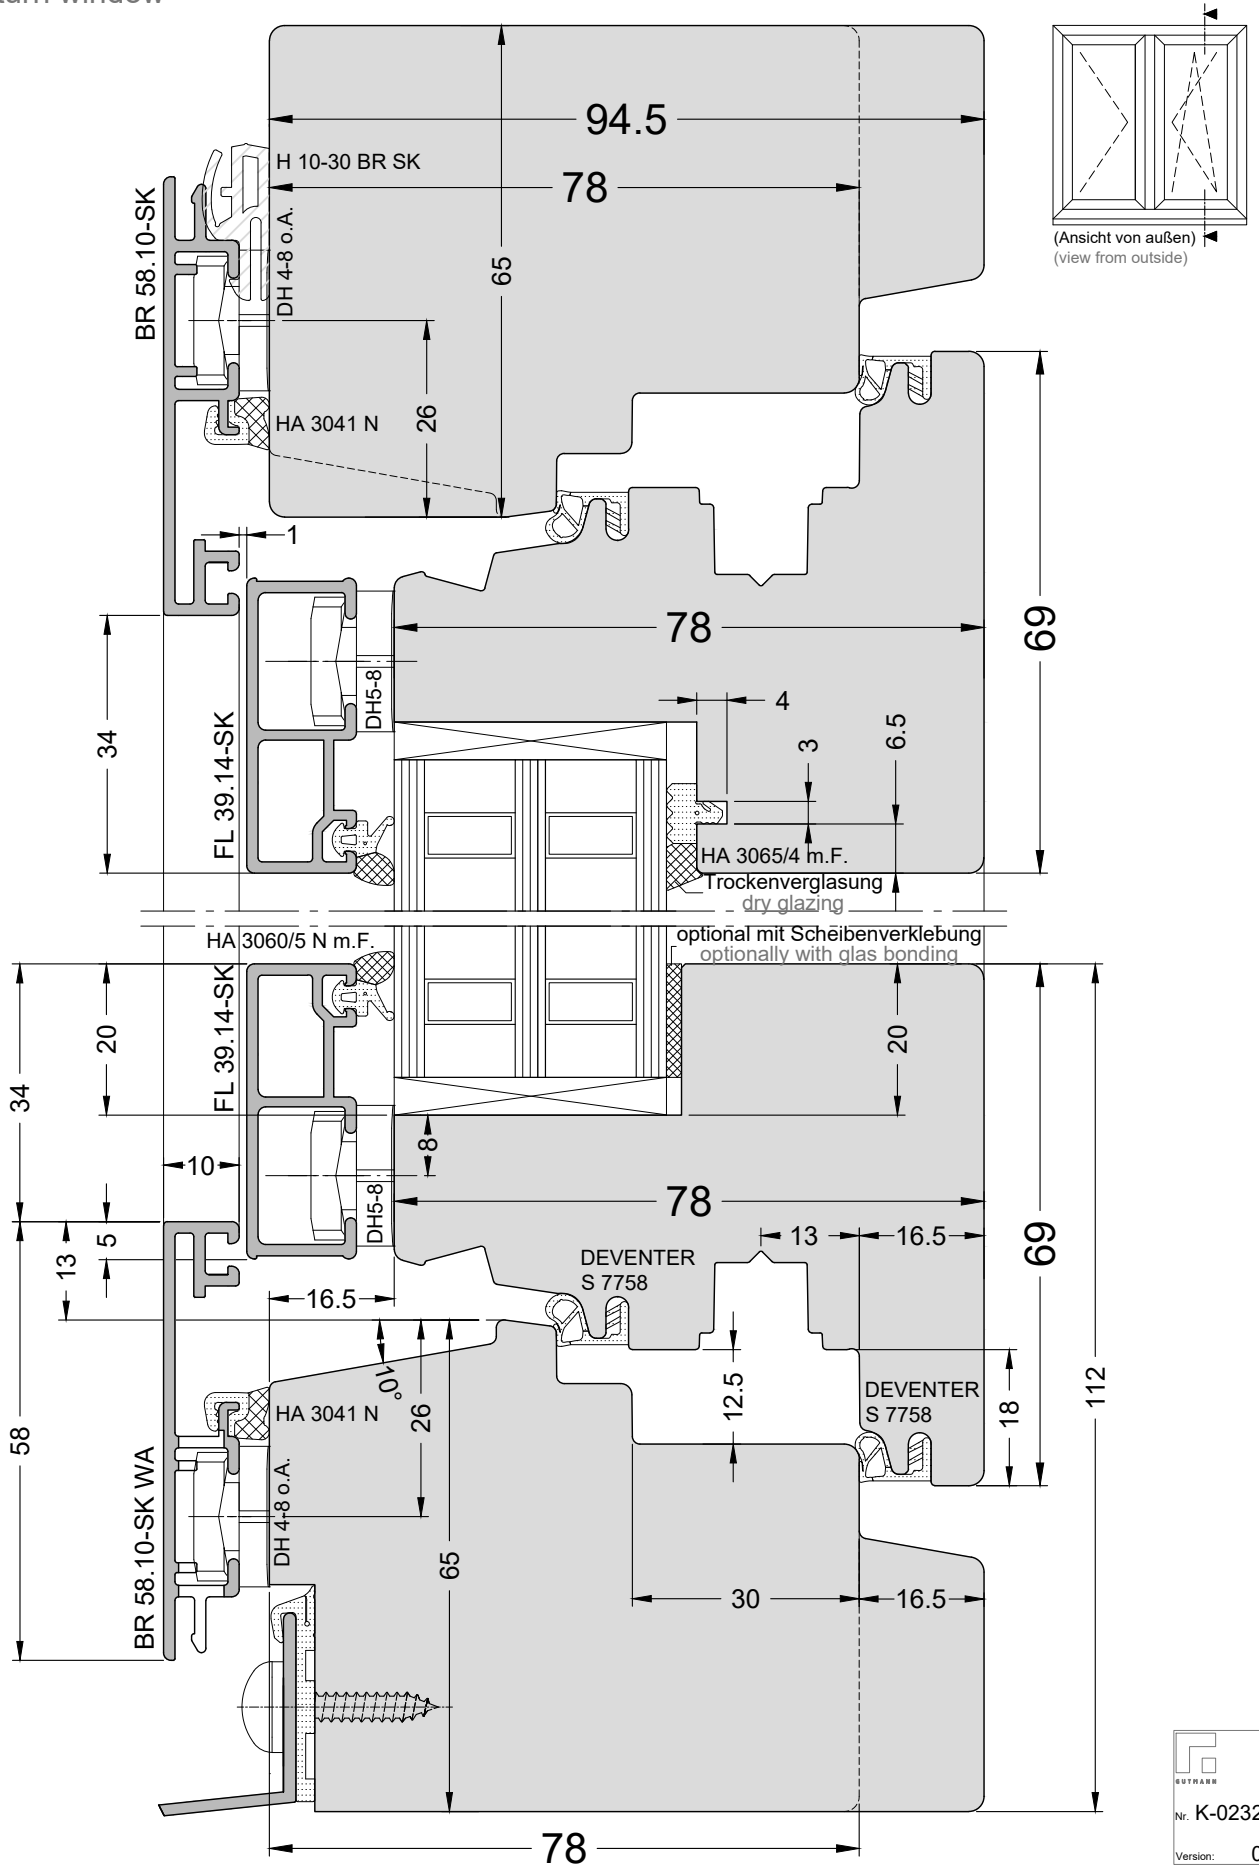 94.5
H 10-30 BR SK
78
(Ansicht von außen)
(view from outside)
BR 58.10-SK
DH 4-8 o.A.
65
26
HA 3041 N
1
78
69
34
FL 39.14-SK
DH5-8
4
3
6.5
HA 3065/4 m.F.
Trockenverglasung
dry glazing
HA 3060/5 N m.F.
optional mit Scheibenverklebung
optionally with glas bonding
34
20
FL 39.14-SK
20
10
8
78
DH5-8
13
16.5
69
13
5
DEVENTER
S 7758
16.5
10°
26
12.5
DEVENTER
S 7758
18
112
HA 3041 N
58
BR 58.10-SK WA
DH 4-8 o.A.
65
30
16.5
78
GUTMANN
Nr. K-0232
Version: